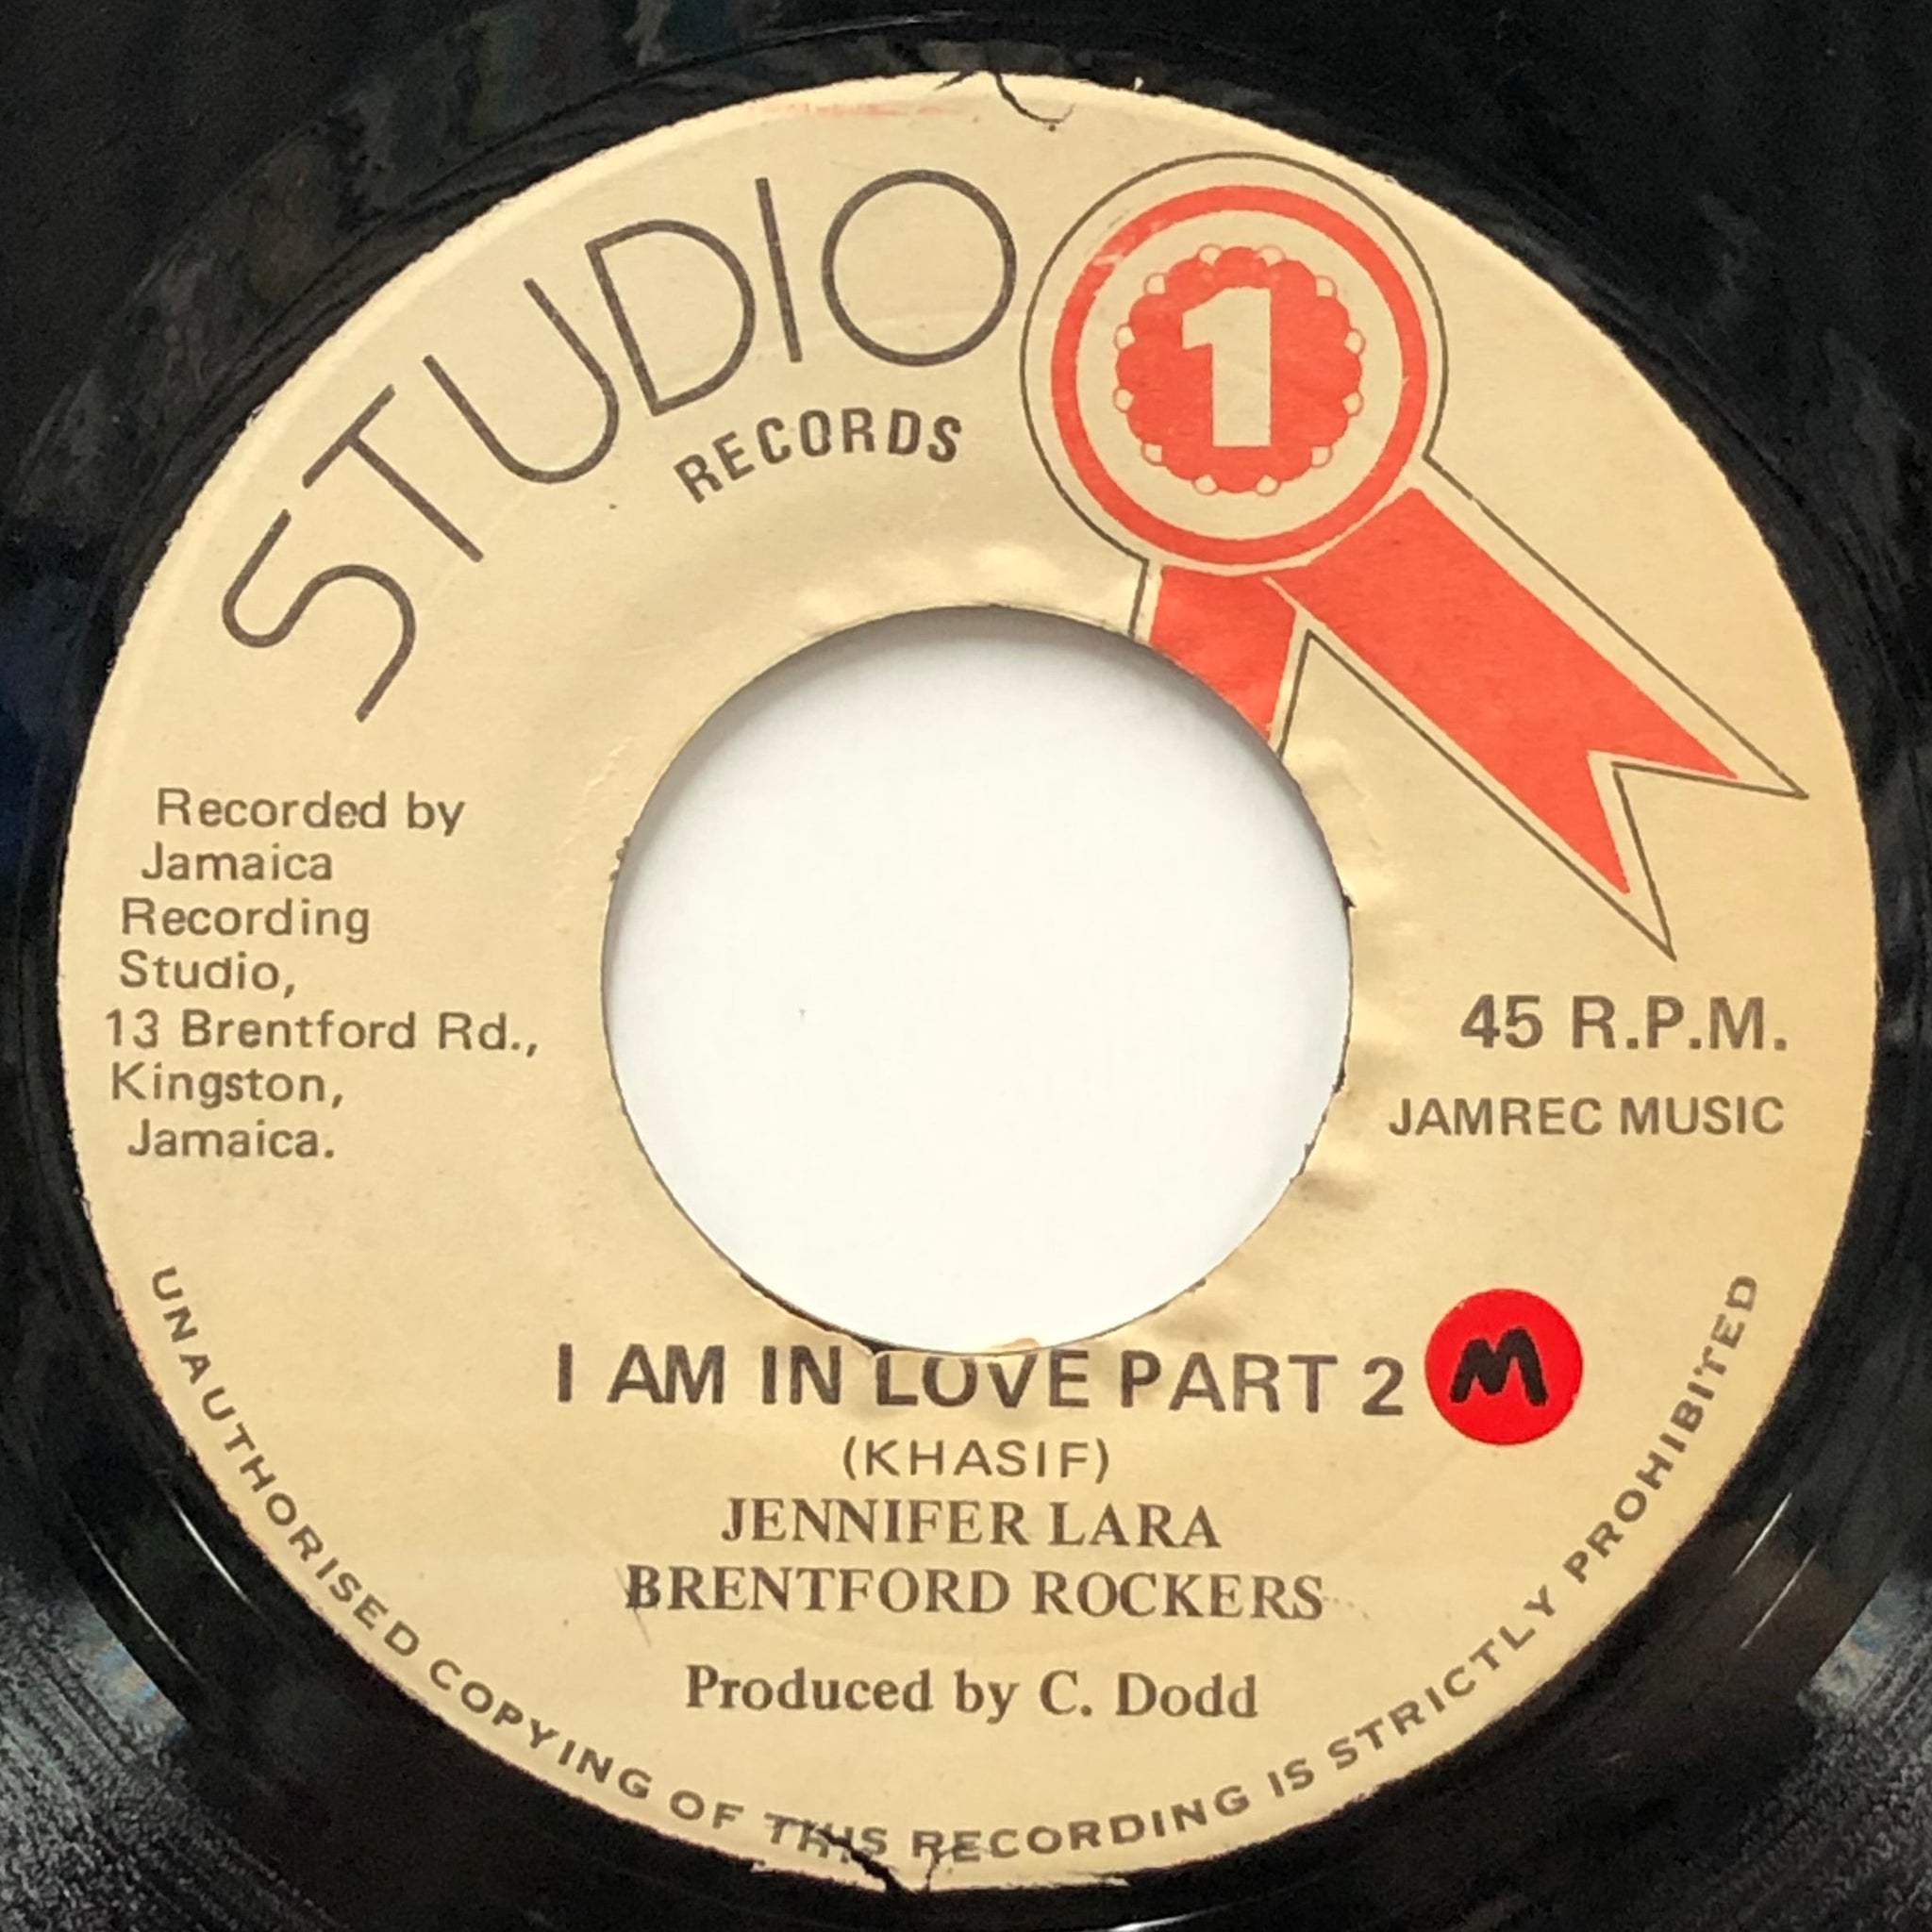 STUDIO 1
RECORDS
Recorded by
Jamaica
Recording
Studio,
13 Brentford Rd.,
Kingston,
Jamaica.
45 R.P.M.
JAMREC MUSIC
I AM IN LOVE PART 2
M
(KHASIF)
JENNIFER LARA
BRENTFORD ROCKERS
Produced by C. Dodd
UNAUTHORISED COPYING OF THIS RECORDING IS STRICTLY PROHIBITED